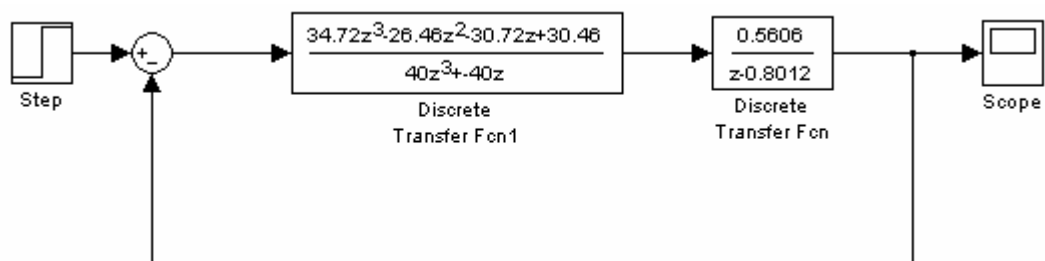 Step
+
-
34.72z³-26.46z²-30.72z+30.46
40z³+-40z
Discrete
Transfer Fcn1
0.5606
z-0.8012
Discrete
Transfer Fcn
Scope